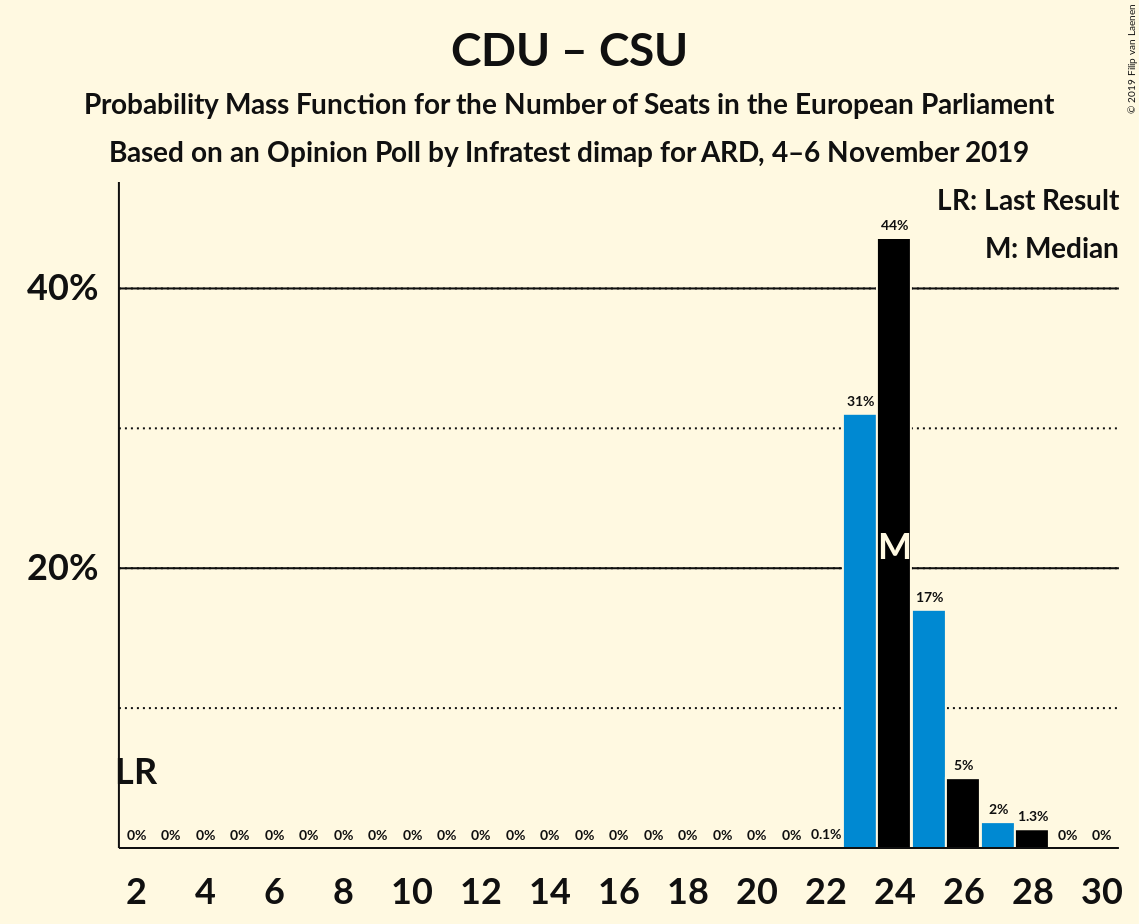 CDU – CSU
Probability Mass Function for the Number of Seats in the European Parliament
Based on an Opinion Poll by Infratest dimap for ARD, 4–6 November 2019
© 2019 Filip van Laenen
LR: Last Result
M: Median
40%
20%
44%
31%
M
17%
LR
5%
2%
1.3%
0% 0% 0% 0% 0% 0% 0% 0% 0% 0% 0% 0% 0% 0% 0% 0% 0% 0% 0% 0% 0.1% 0% 0%
2 4 6 8 10 12 14 16 18 20 22 24 26 28 30